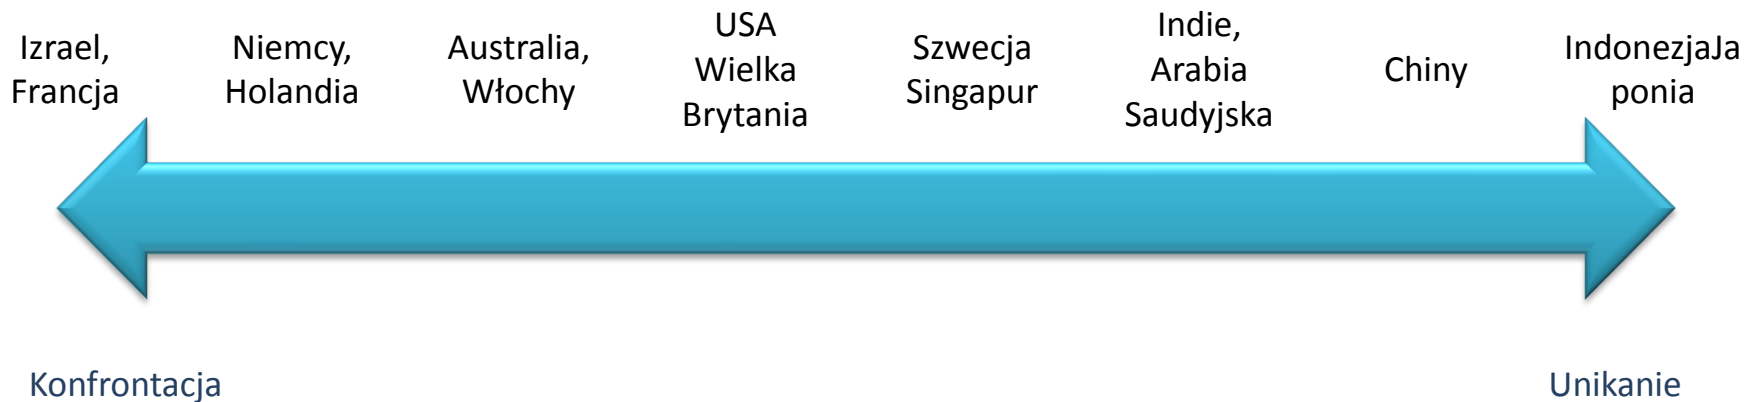 Izrael,
Francja
Niemcy,
Holandia
Australia,
Włochy
USA
Wielka
Brytania
Szwecja
Singapur
Indie,
Arabia
Saudyjska
Chiny
IndonezjaJa
ponia
Konfrontacja
Unikanie